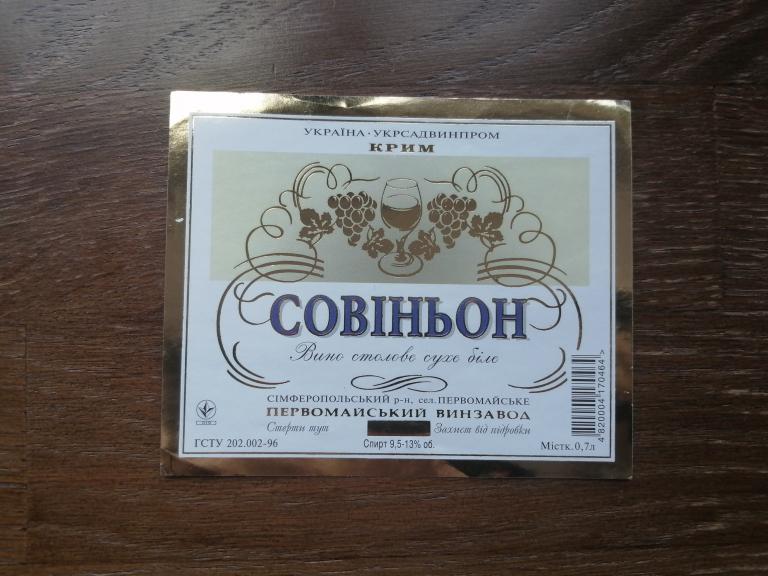 УКРАЇНА · УКРСАДВИНПРОМ
КРИМ
СОВІНЬОН
Вино столове сухе біле
СІМФЕРОПОЛЬСЬКИЙ р-н, сел. ПЕРВОМАЙСЬКЕ
ПЕРВОМАЙСЬКИЙ ВИНЗАВОД
Стерти тут Захист від підробки
ГСТУ 202.002-96 Спирт 9,5-13% об. Містк. 0,7л
4 820004 170464 >